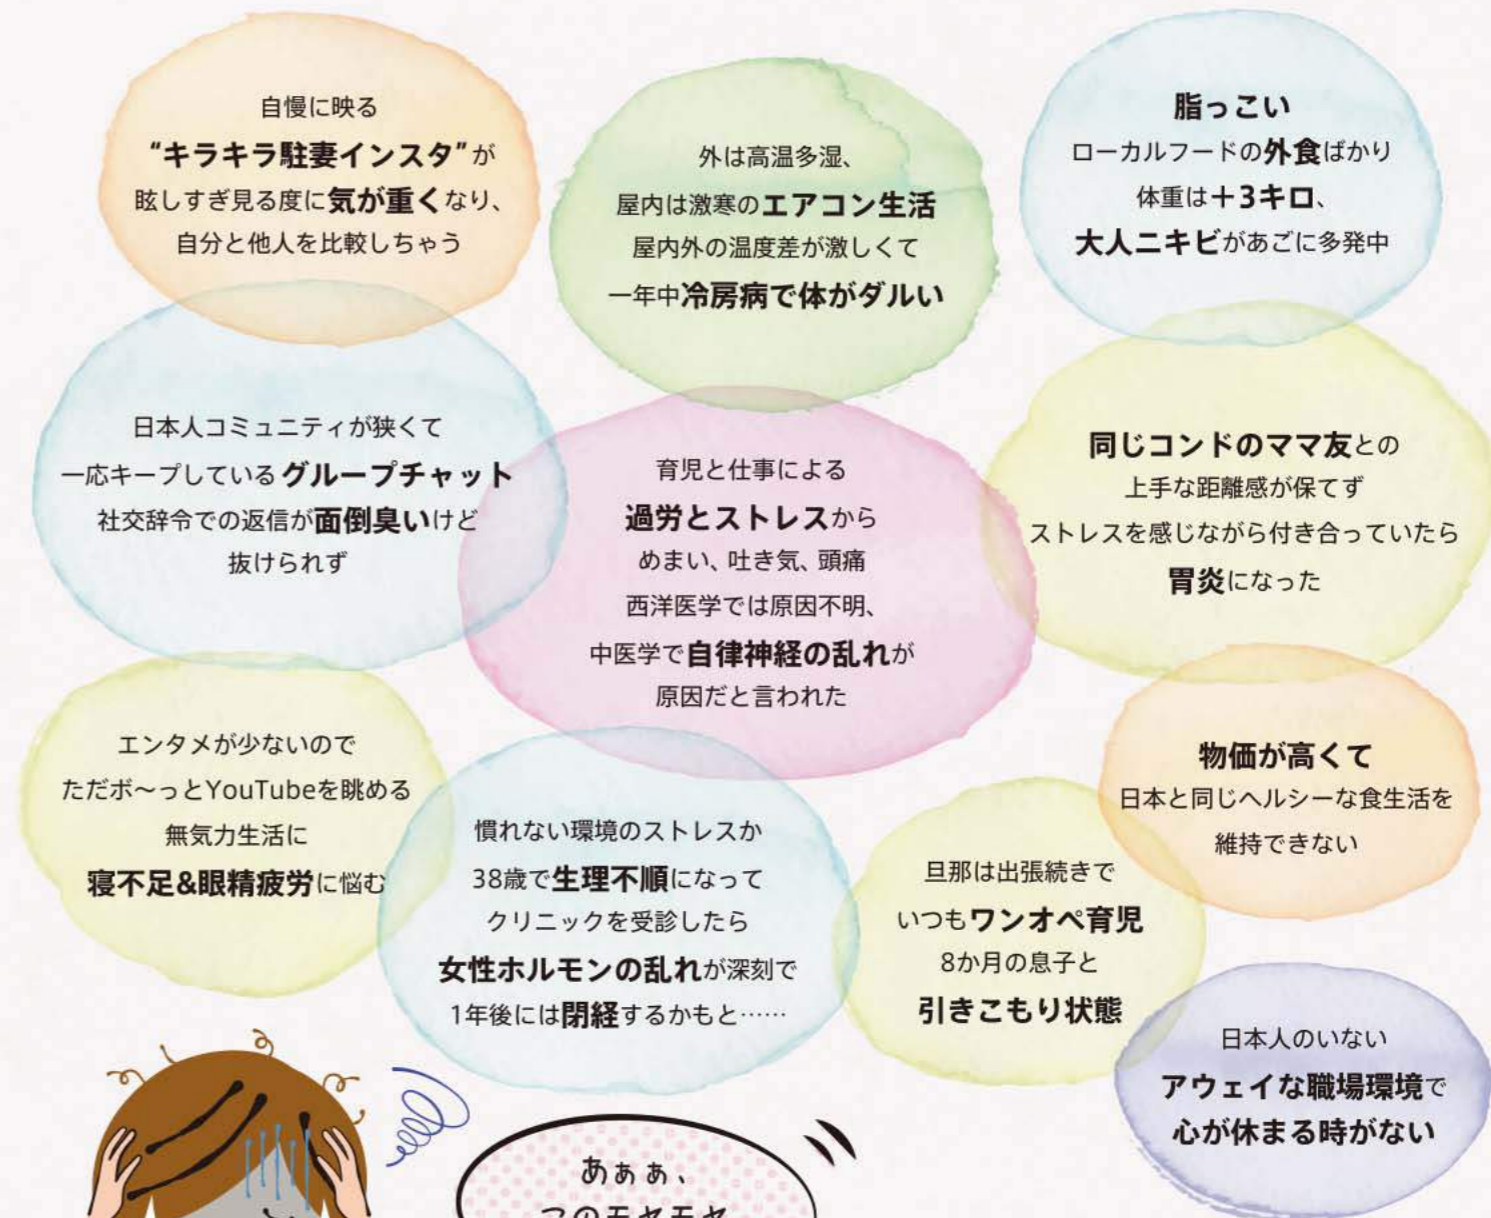 自慢に映る
“キラキラ駐妻インスタ”が
眩しすぎ見る度に気が重くなり、
自分と他人を比較しちゃう
外は高温多湿、
屋内は激寒のエアコン生活
屋内外の温度差が激しくて
一年中冷房病で体がダルい
脂っこい
ローカルフードの外食ばかり
体重は＋3キロ、
大人ニキビがあごに多発中
日本人コミュニティが狭くて
一応キープしているグループチャット
社交辞令での返信が面倒臭いけど
抜けられず
育児と仕事による
過労とストレスから
めまい、吐き気、頭痛
西洋医学では原因不明、
中医学で自律神経の乱れが
原因だと言われた
同じコンドのママ友との
上手な距離感が保てず
ストレスを感じながら付き合っていたら
胃炎になった
エンタメが少ないので
ただボ～っとYouTubeを眺める
無気力生活に
寝不足&眼精疲労に悩む
慣れない環境のストレスか
38歳で生理不順になって
クリニックを受診したら
女性ホルモンの乱れが深刻で
1年後には閉経するかもと……
物価が高くて
日本と同じヘルシーな食生活を
維持できない
旦那は出張続きで
いつもワンオペ育児
8か月の息子と
引きこもり状態
日本人のいない
アウェイな職場環境で
心が休まる時がない
あぁぁ、
このモヤモヤ